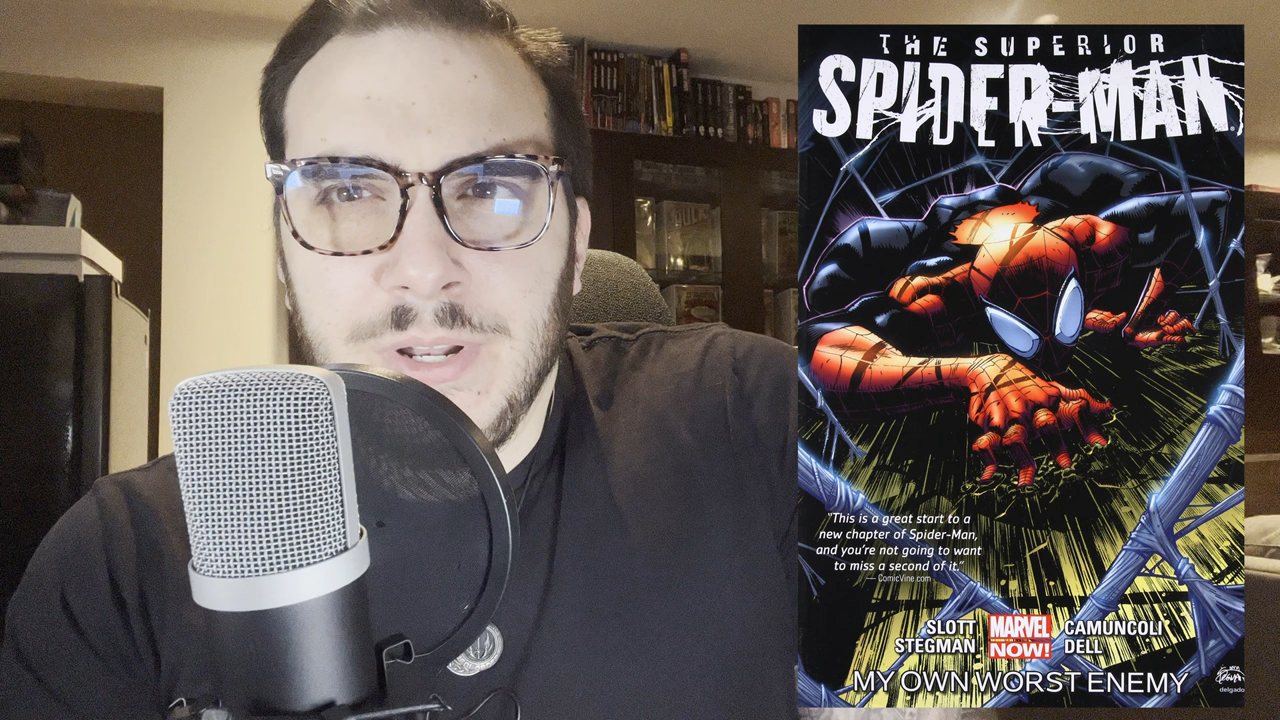 HULK
THE SUPERIOR
SPIDER-MAN
"This is a great start to a
new chapter of Spider-Man,
and you're not going to want
to miss a second of it."
— ComicVine.com
SLOTT
STEGMAN
MARVEL
NOW!
CAMUNCOLI
DELL
MY OWN WORST ENEMY
delgado